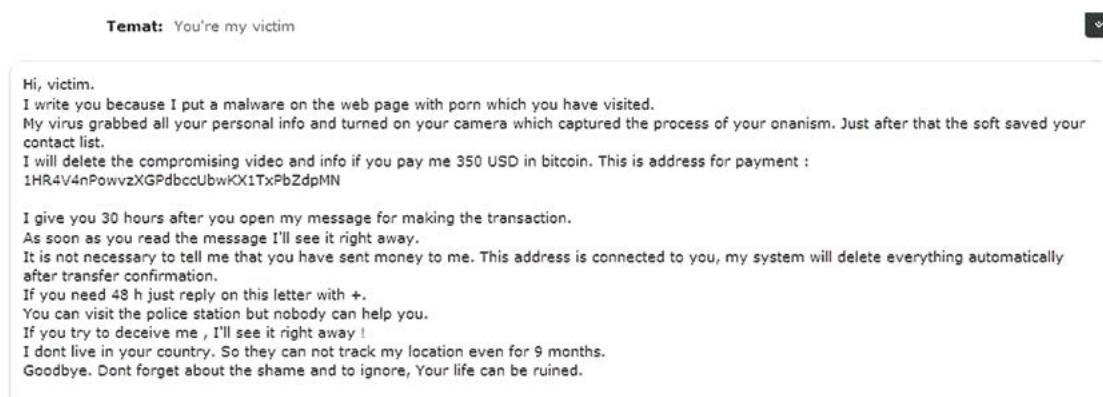 Temat: You're my victim
Hi, victim.
I write you because I put a malware on the web page with porn which you have visited.
My virus grabbed all your personal info and turned on your camera which captured the process of your onanism. Just after that the soft saved your
contact list.
I will delete the compromising video and info if you pay me 350 USD in bitcoin. This is address for payment :
1HR4V4nPowvzXGPdbccUbwKX1TxPbZdpMN
I give you 30 hours after you open my message for making the transaction.
As soon as you read the message I'll see it right away.
It is not necessary to tell me that you have sent money to me. This address is connected to you, my system will delete everything automatically
after transfer confirmation.
If you need 48 h just reply on this letter with +.
You can visit the police station but nobody can help you.
If you try to deceive me , I'll see it right away !
I dont live in your country. So they can not track my location even for 9 months.
Goodbye. Dont forget about the shame and to ignore, Your life can be ruined.